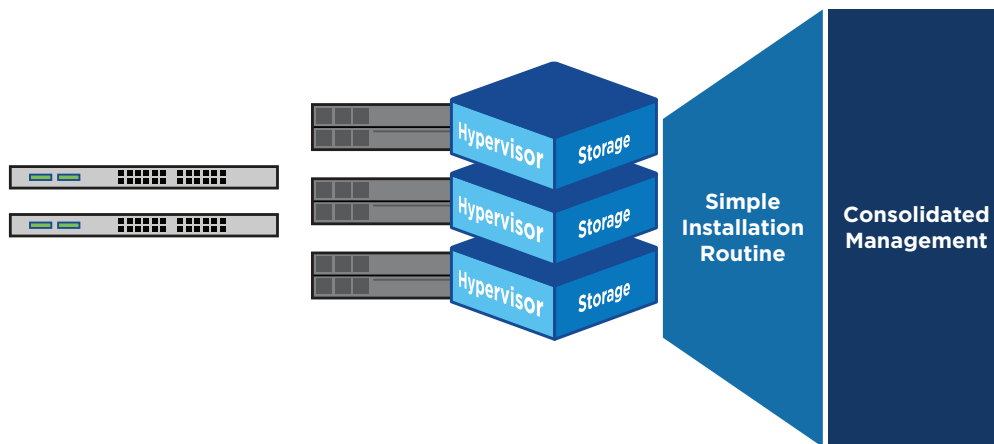 Hypervisor
Storage
Hypervisor
Storage
Hypervisor
Storage
Simple
Installation
Routine
Consolidated
Management